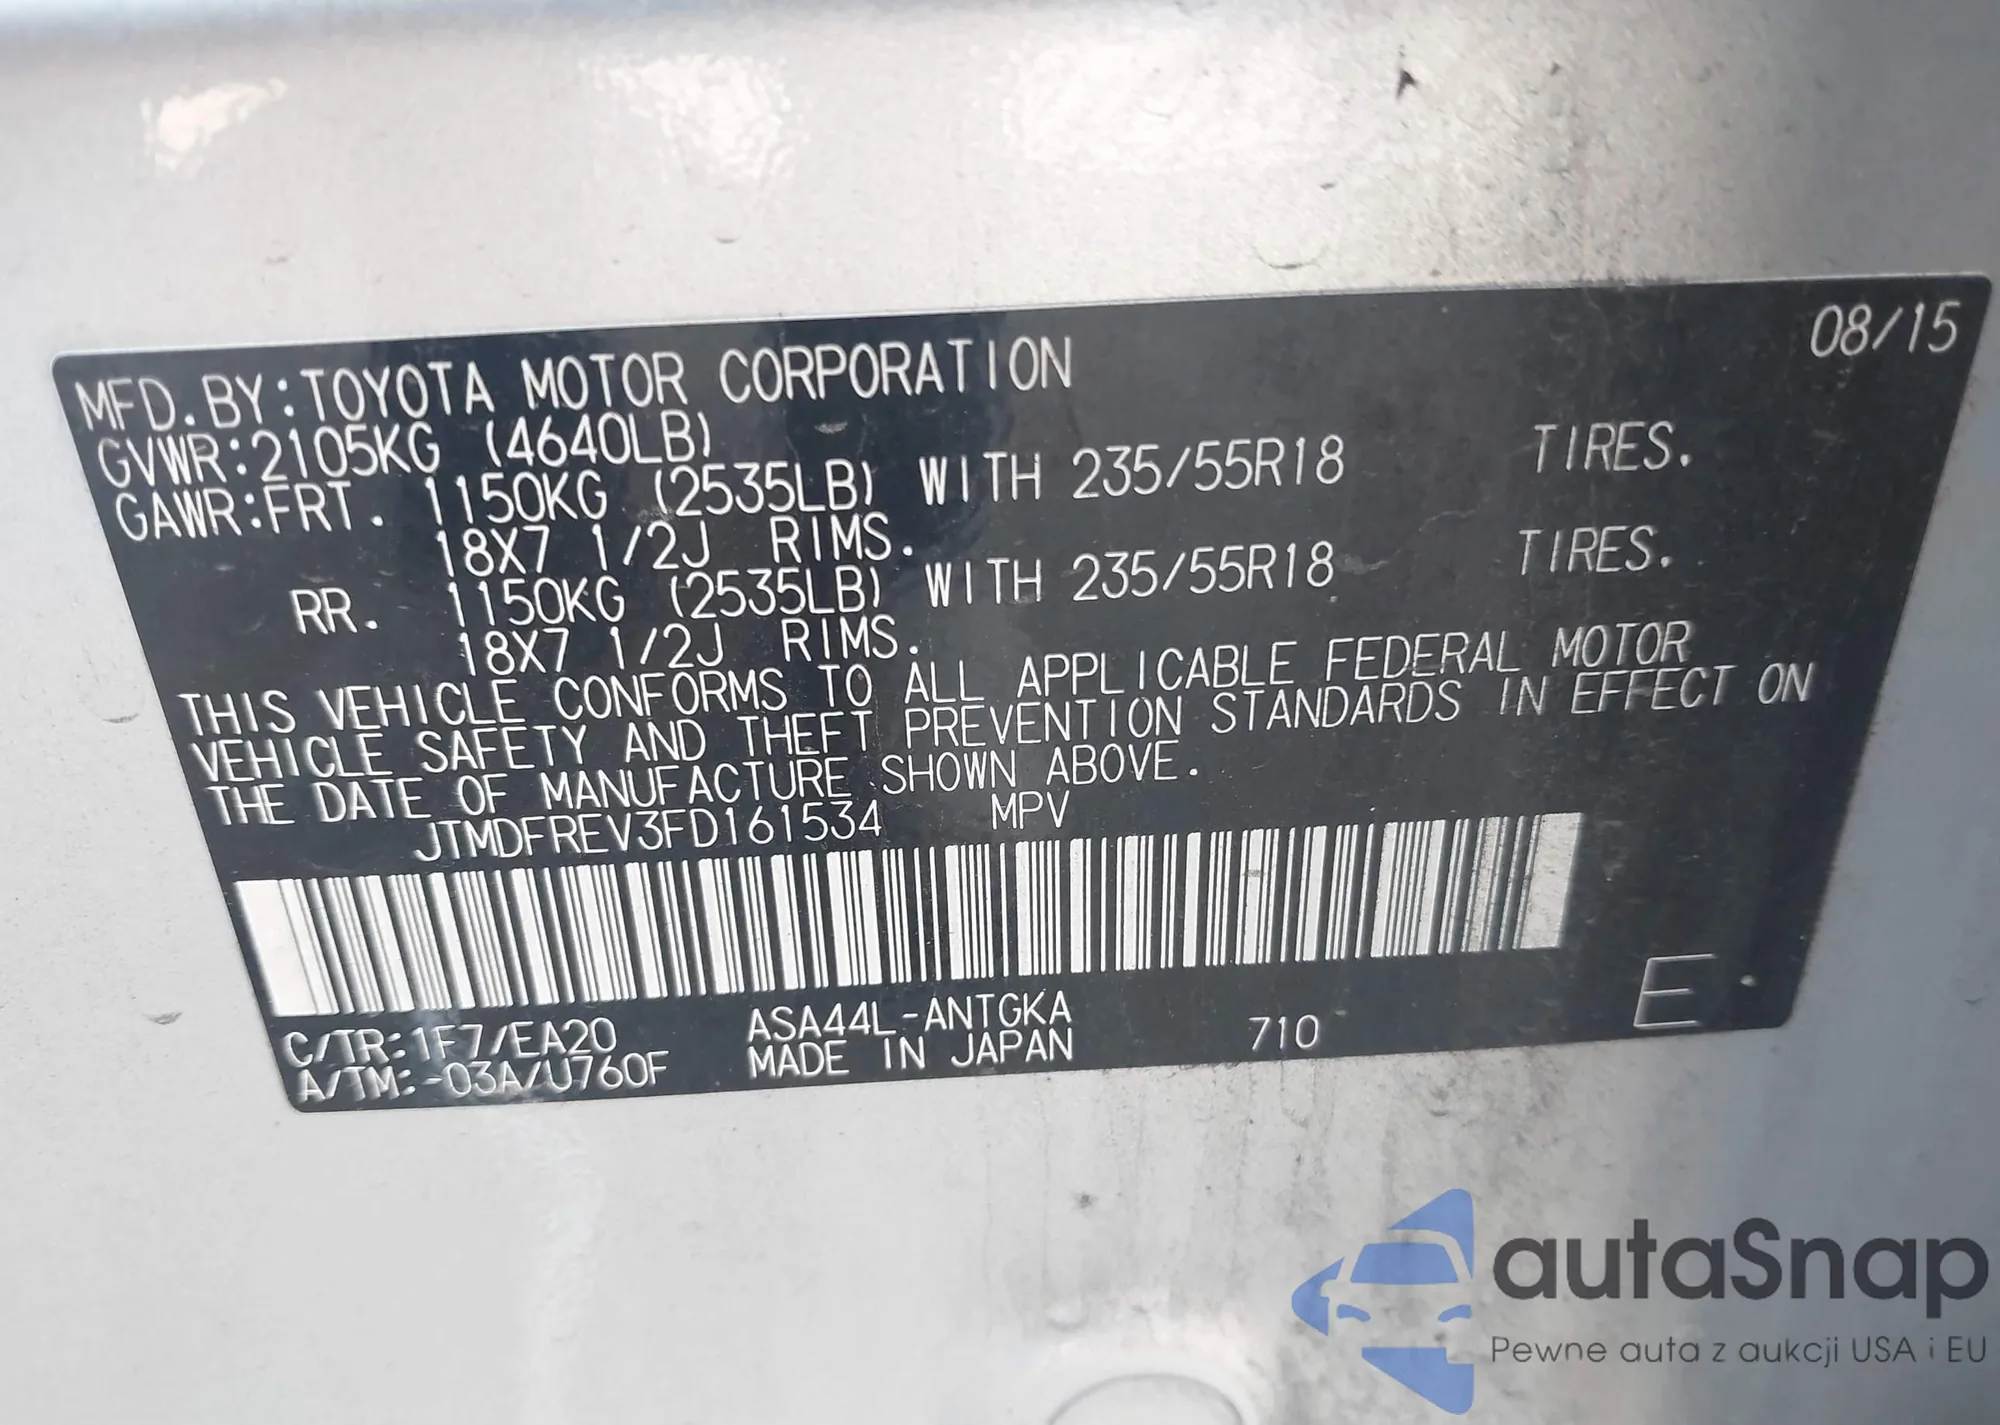 08/15
MFD.BY:TOYOTA MOTOR CORPORATION
GVWR:2105KG (4640LB)
GAWR:FRT. 1150KG (2535LB) WITH 235/55R18 TIRES.
18X7 1/2J RIMS.
RR. 1150KG (2535LB) WITH 235/55R18 TIRES.
18X7 1/2J RIMS.
THIS VEHICLE CONFORMS TO ALL APPLICABLE FEDERAL MOTOR
VEHICLE SAFETY AND THEFT PREVENTION STANDARDS IN EFFECT ON
THE DATE OF MANUFACTURE SHOWN ABOVE.
JTMDFREV3FD161534 MPV
C/TR:1F7/EA20 ASA44L-ANTGKA 710 E
A/TM:-03A/U760F MADE IN JAPAN
autaSnap
Pewne auta z aukcji USA i EU